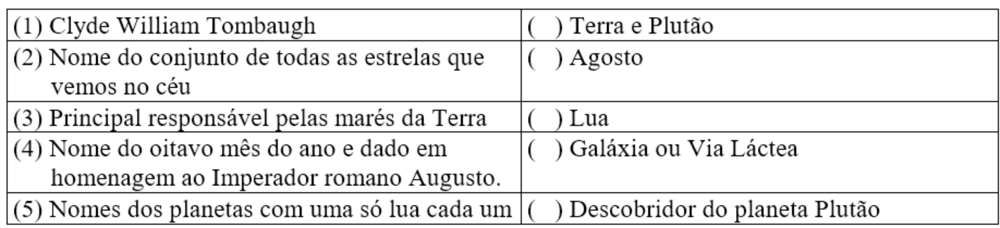 (1) Clyde William Tombaugh
( ) Terra e Plutão
(2) Nome do conjunto de todas as estrelas que
vemos no céu
( ) Agosto
(3) Principal responsável pelas marés da Terra
( ) Lua
(4) Nome do oitavo mês do ano e dado em
homenagem ao Imperador romano Augusto.
( ) Galáxia ou Via Láctea
(5) Nomes dos planetas com uma só lua cada um
( ) Descobridor do planeta Plutão